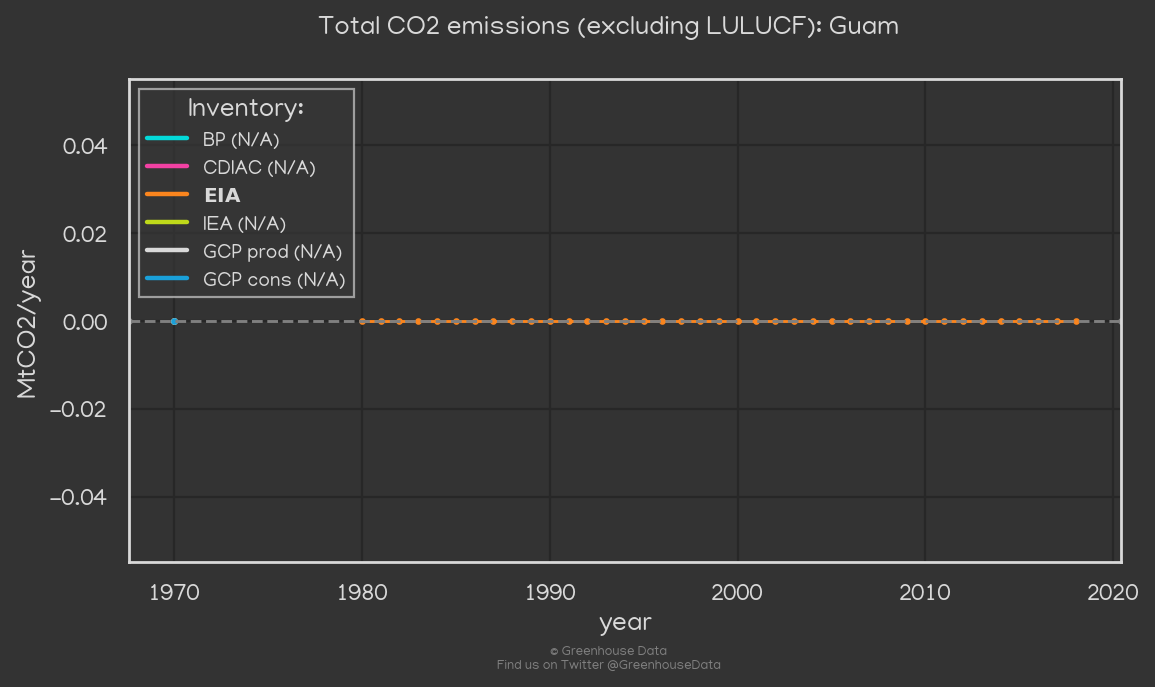 Total CO2 emissions (excluding LULUCF): Guam
Inventory:
BP (N/A)
CDIAC (N/A)
EIA
IEA (N/A)
GCP prod (N/A)
GCP cons (N/A)
0.04
0.02
0.00
−0.02
−0.04
MtCO2/year
1970 1980 1990 2000 2010 2020
year
© Greenhouse Data
Find us on Twitter @GreenhouseData